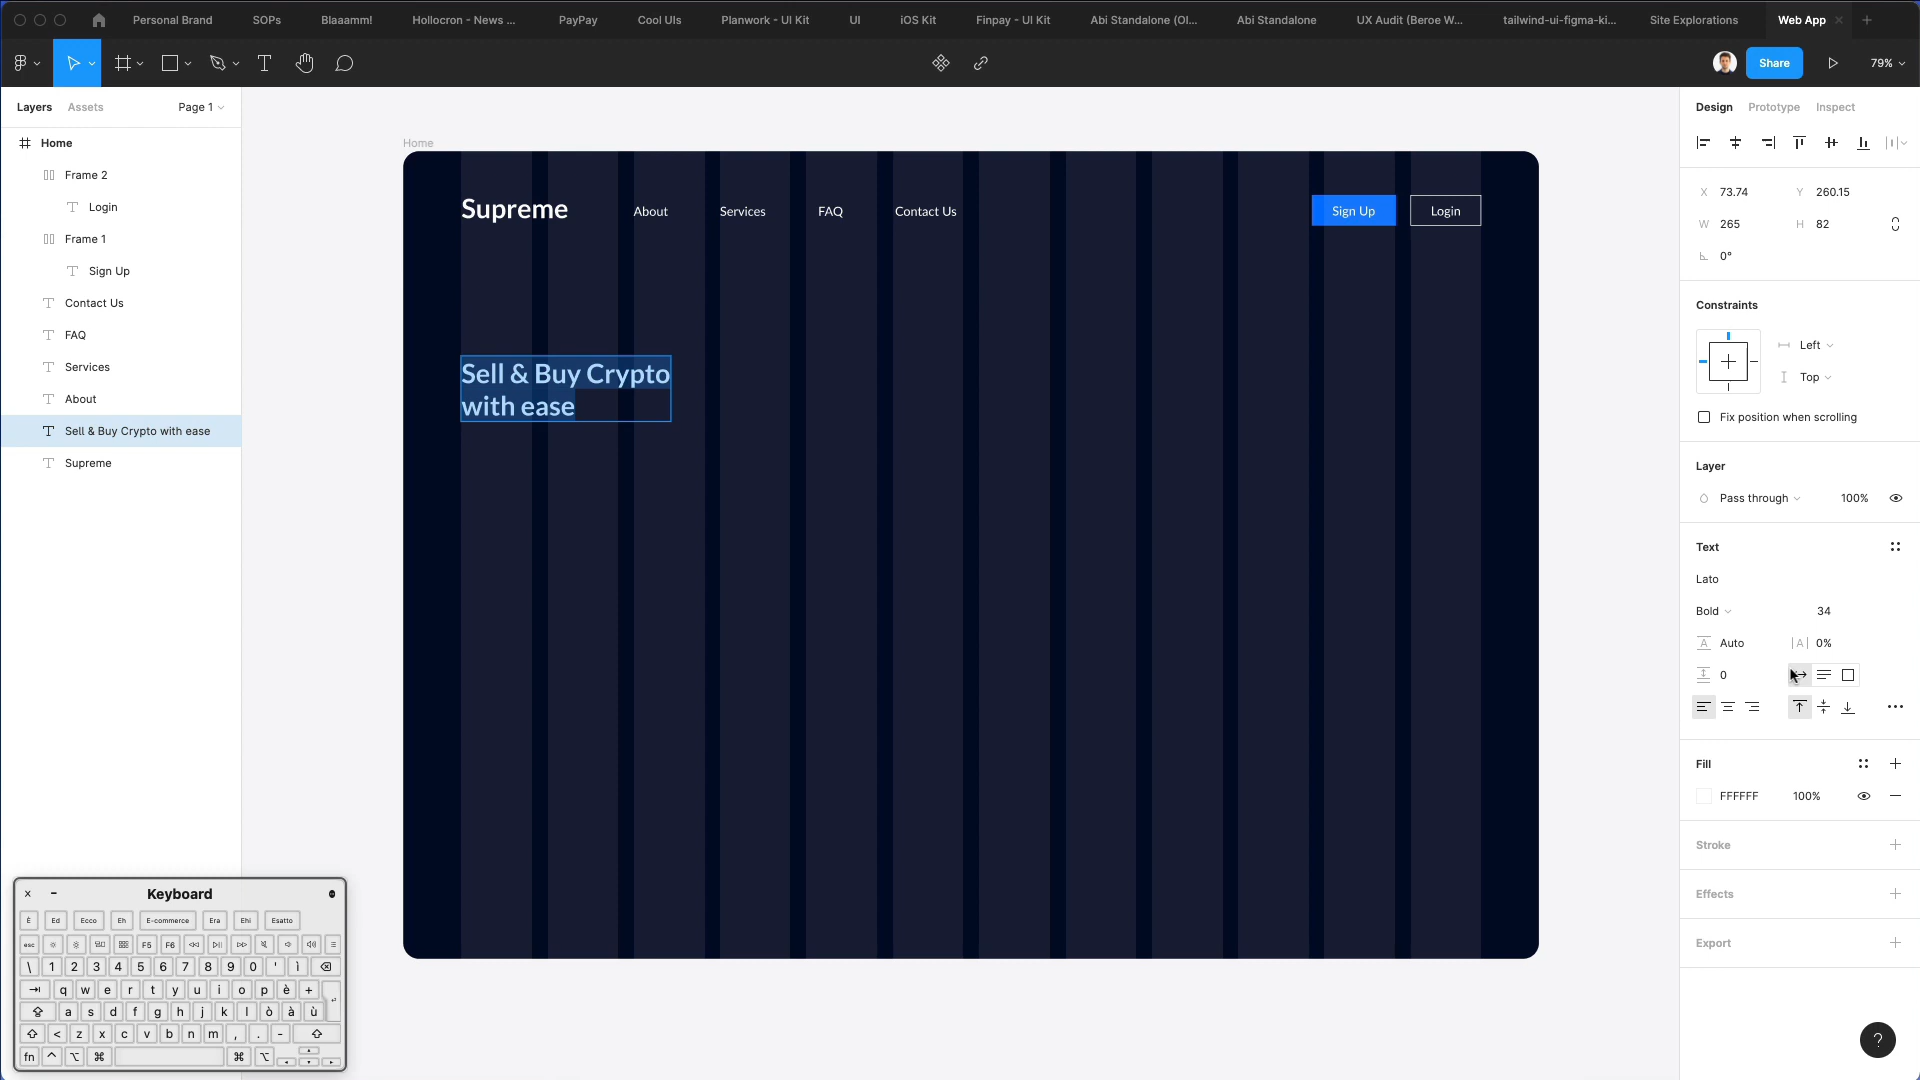 Personal Brand
SOPs
Blaaamm!
Hollocron - News ...
PayPay
Cool UIs
Planwork - UI Kit
UI
iOS Kit
Finpay - UI Kit
Abi Standalone (Ol...
Abi Standalone
UX Audit (Beroe W...
tailwind-ui-figma-ki...
Site Explorations
Web App
Share
79%
Layers
Assets
Page 1
Home
Frame 2
Login
Frame 1
Sign Up
Contact Us
FAQ
Services
About
Sell & Buy Crypto with ease
Supreme
Home
Supreme
About
Services
FAQ
Contact Us
Sign Up
Login
Sell & Buy Crypto
with ease
Design
Prototype
Inspect
X 73.74
Y 260.15
W 265
H 82
0°
Constraints
Left
Top
Fix position when scrolling
Layer
Pass through
100%
Text
Lato
Bold
34
A Auto
|A| 0%
0
Fill
FFFFFF
100%
Stroke
Effects
Export
?
Keyboard
È Ed Ecco Eh E-commerce Era Ehi Esatto
esc F5 F6
\ 1 2 3 4 5 6 7 8 9 0 ' ì
q w e r t y u i o p è +
a s d f g h j k l ò à ù
< z x c v b n m , . -
fn ^ ⌥ ⌘ ⌘ ⌥